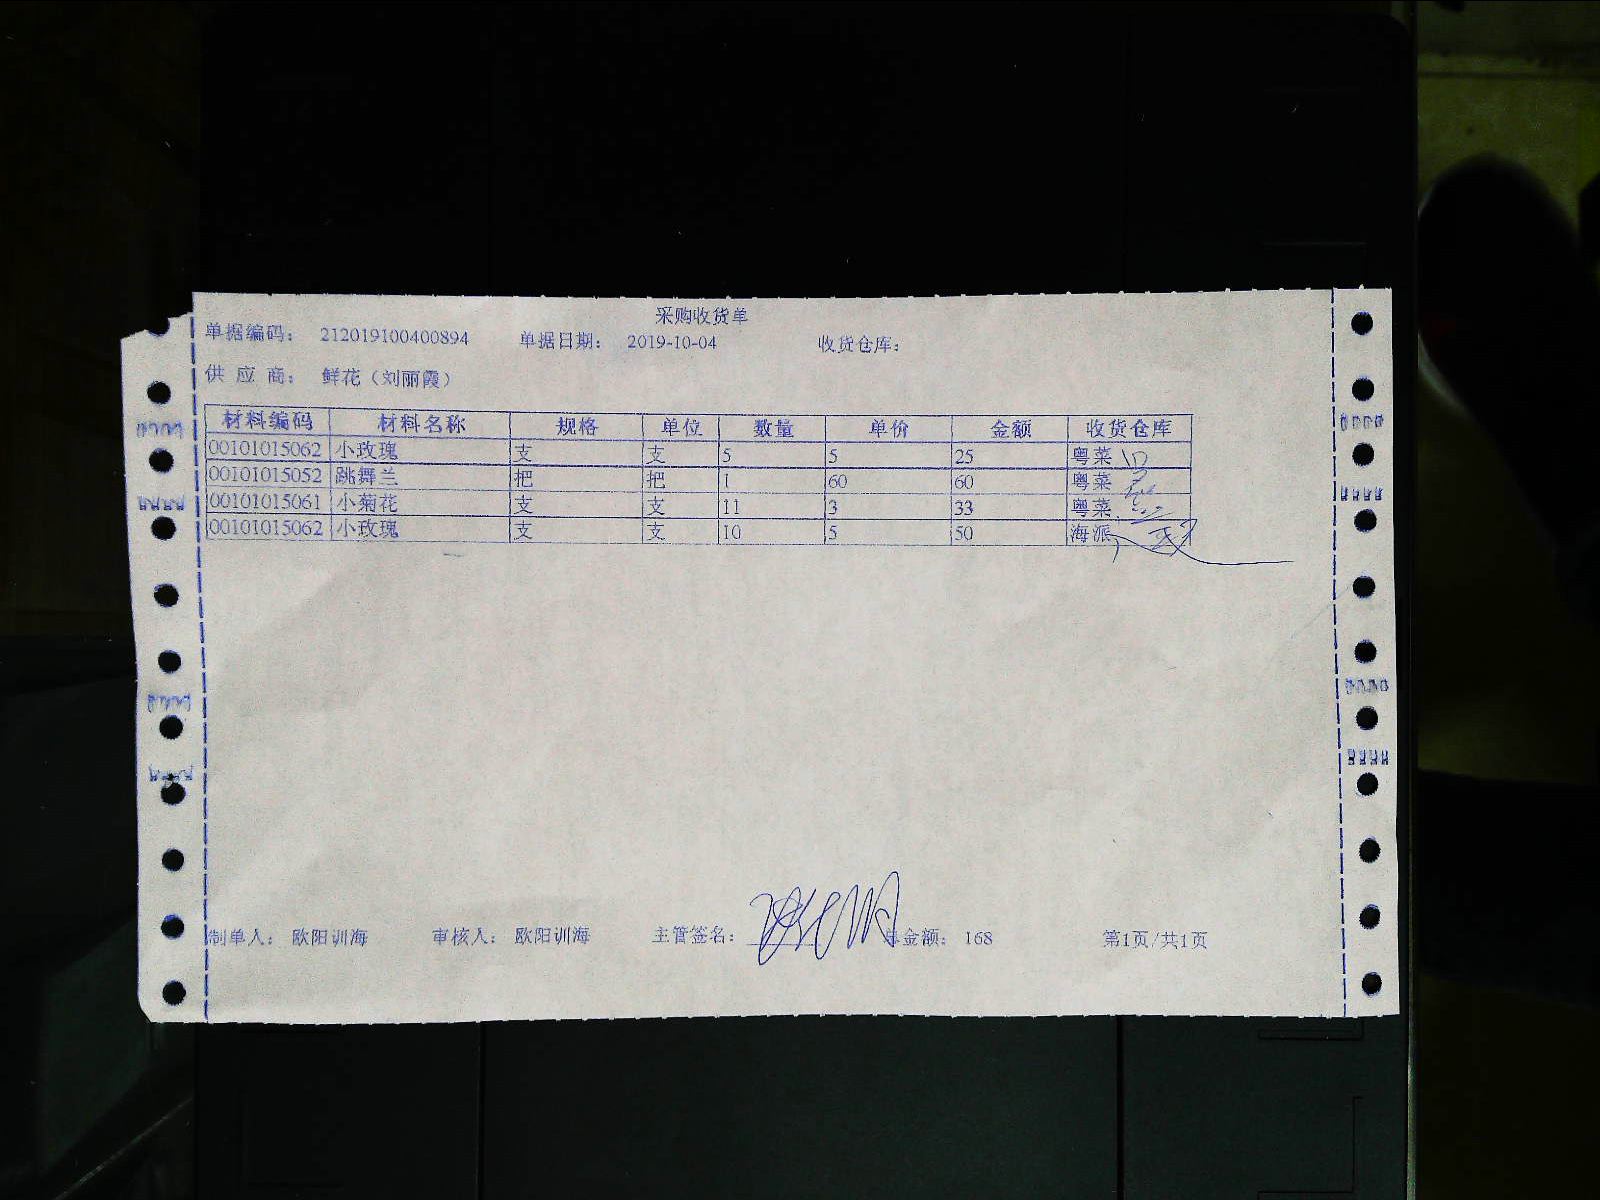 采购收货单
单据编码： 212019100400894 单据日期： 2019-10-04 收货仓库：
供 应 商： 鲜花（刘丽霞）
材料编码 材料名称 规格 单位 数量 单价 金额 收货仓库
00101015062 小玫瑰 支 支 5 5 25 粤菜
00101015052 跳舞兰 把 把 1 60 60 粤菜
00101015061 小菊花 支 支 11 3 33 粤菜
00101015062 小玫瑰 支 支 10 5 50 海派
制单人： 欧阳训海 审核人： 欧阳训海 主管签名： 总金额： 168 第1页/共1页